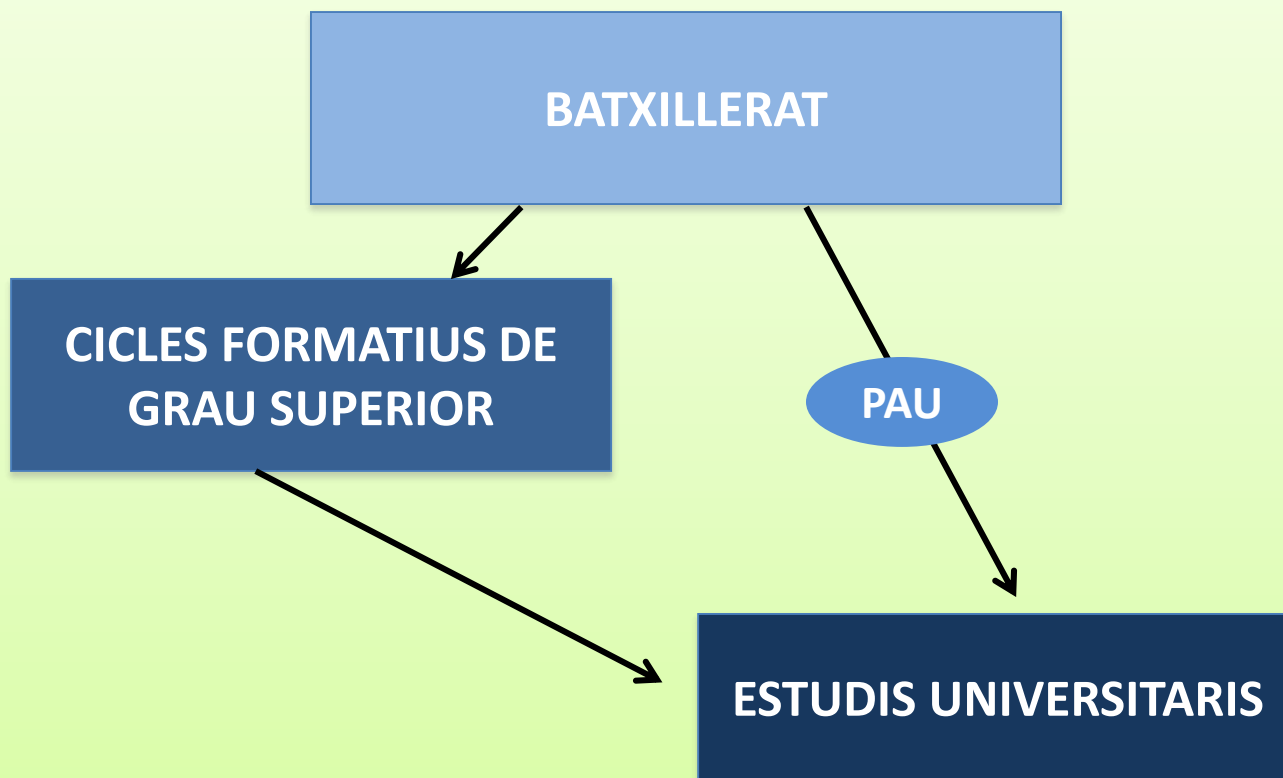 BATXILLERAT
CICLES FORMATIUS DE
GRAU SUPERIOR
PAU
ESTUDIS UNIVERSITARIS